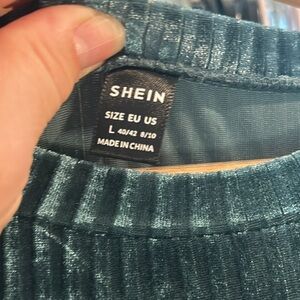 SHEIN
SIZE EU US
L 40/42 8/10
MADE IN CHINA